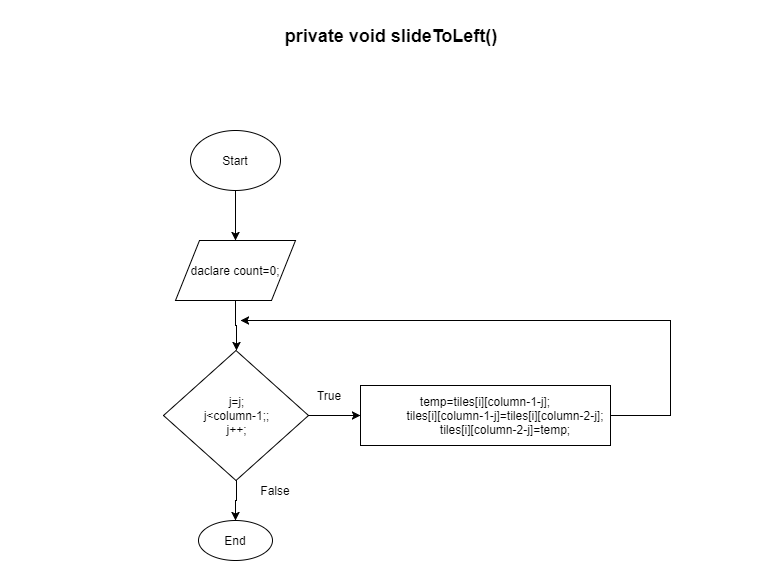 private void slideToLeft()
Start
daclare count=0;
j=j;
j<column-1;;
j++;
True
temp=tiles[i][column-1-j];
tiles[i][column-1-j]=tiles[i][column-2-j];
tiles[i][column-2-j]=temp;
False
End